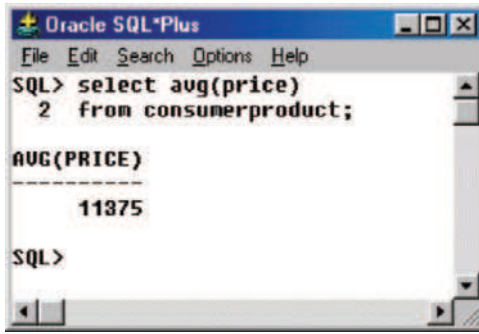 Oracle SQL*Plus
File Edit Search Options Help
SQL> select avg(price)
2 from consumerproduct;
AVG(PRICE)
----------
11375
SQL>